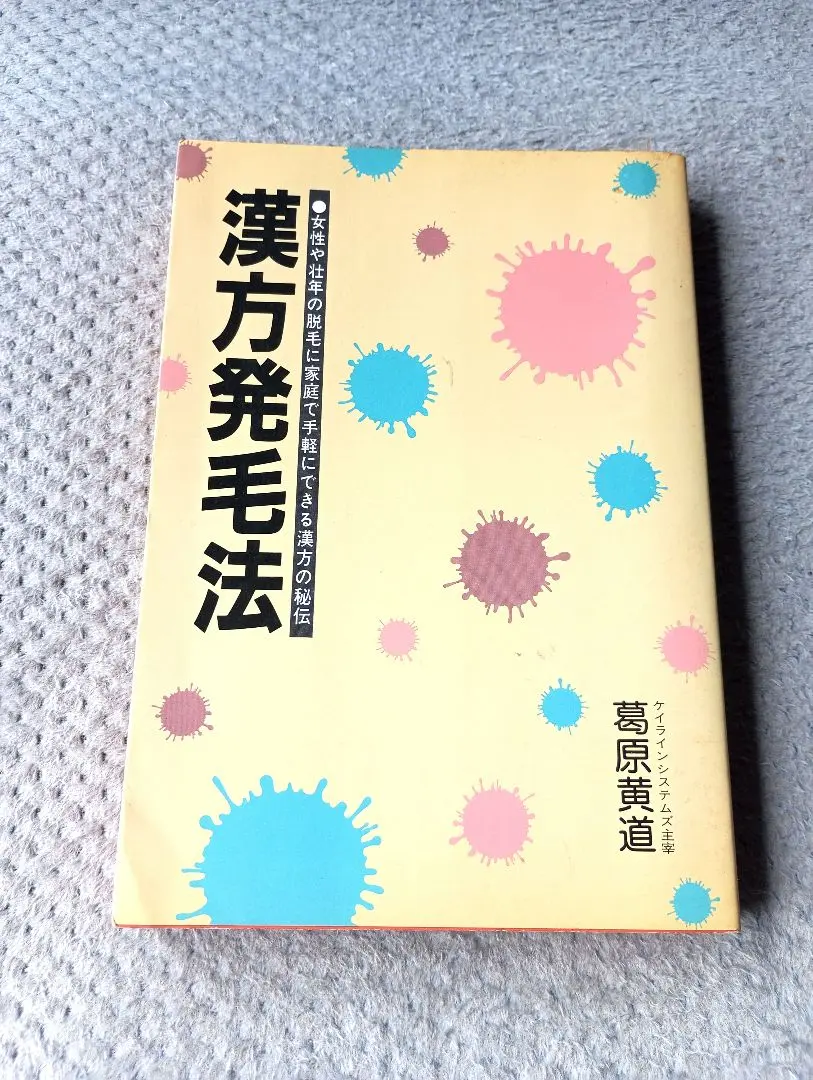 ●女性や壮年の脱毛に家庭で手軽にできる漢方の秘伝
漢方発毛法
ケイラインシステムズ主宰
葛原黄道